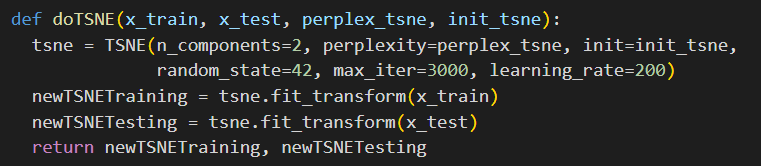 def doTSNE(x_train, x_test, perplex_tsne, init_tsne):
    tsne = TSNE(n_components=2, perplexity=perplex_tsne, init=init_tsne,
                random_state=42, max_iter=3000, learning_rate=200)
    newTSNETraining = tsne.fit_transform(x_train)
    newTSNETesting = tsne.fit_transform(x_test)
    return newTSNETraining, newTSNETesting